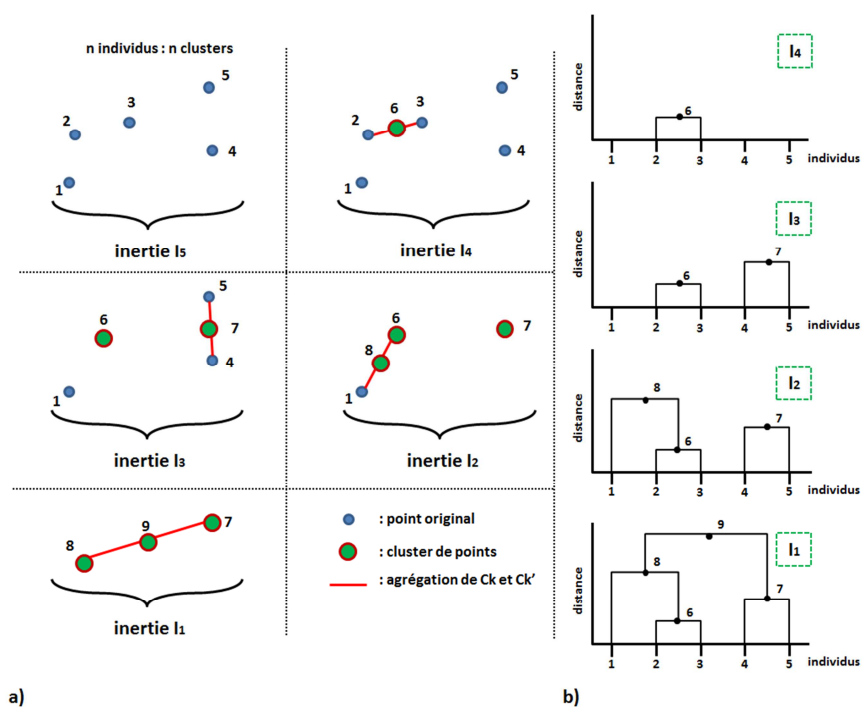 n individus : n clusters
5
3
2
4
1
inertie I5
5
6
3
2
4
1
inertie I4
5
6
7
4
1
inertie I3
6
7
8
1
inertie I2
7
9
8
inertie I1
: point original
: cluster de points
: agrégation de Ck et Ck’
a)
I4
distance
6
1 2 3 4 5 individus
I3
distance
7
6
1 2 3 4 5 individus
I2
distance
8
7
6
1 2 3 4 5 individus
9
I1
distance
8
7
6
1 2 3 4 5 individus
b)